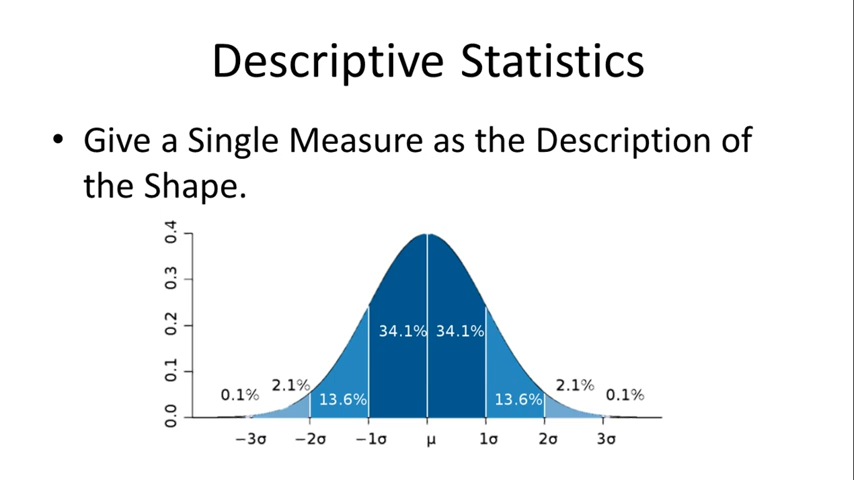 Descriptive Statistics
• Give a Single Measure as the Description of
the Shape.
0.4
0.3
0.2
0.1
0.0
34.1% 34.1%
0.1% 2.1% 13.6% 13.6% 2.1% 0.1%
−3σ −2σ −1σ μ 1σ 2σ 3σ